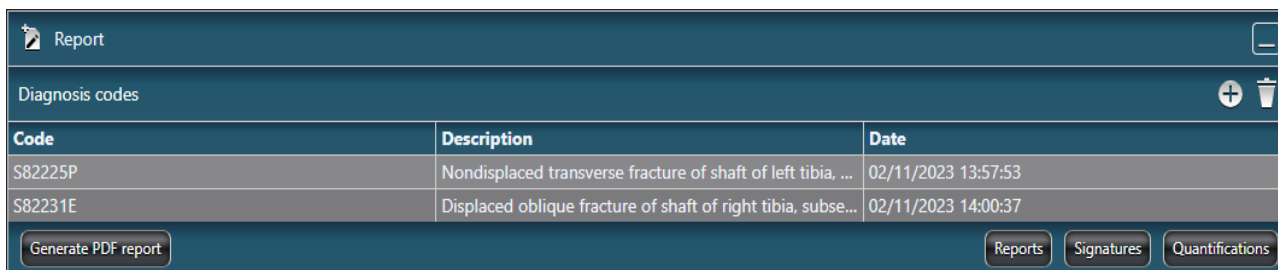 Report
Diagnosis codes
Code Description Date
S82225P Nondisplaced transverse fracture of shaft of left tibia, ... 02/11/2023 13:57:53
S82231E Displaced oblique fracture of shaft of right tibia, subse... 02/11/2023 14:00:37
Generate PDF report Reports Signatures Quantifications